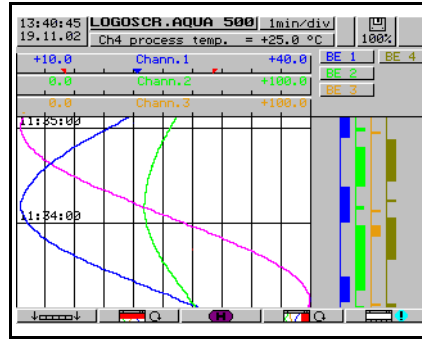 13:40:45 LOGOSCR.AQUA 500 1min/div
19.11.02 Ch4 process temp. = +25.0 °C 100%
+10.0 Chann.1 +40.0 BE 1 BE 4
0.0 Chann.2 +100.0 BE 2
0.0 Chann.3 +100.0 BE 3
11:35:00
11:34:00